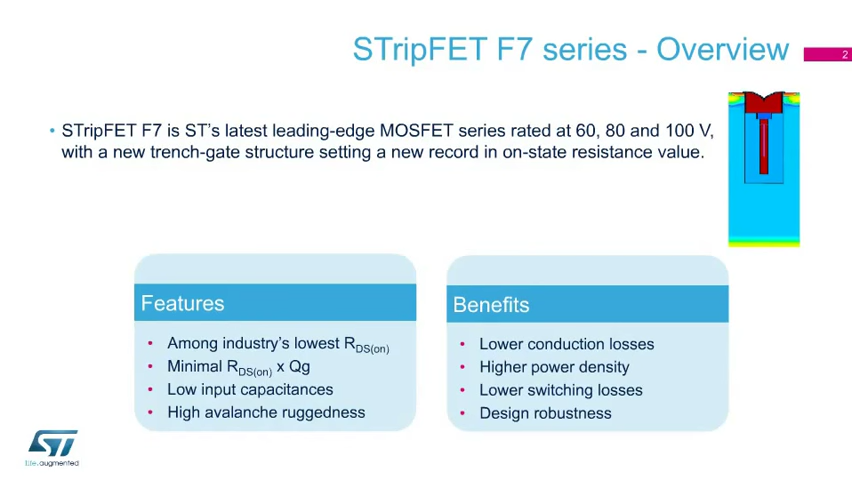 STripFET F7 series - Overview
2
• STripFET F7 is ST's latest leading-edge MOSFET series rated at 60, 80 and 100 V,
with a new trench-gate structure setting a new record in on-state resistance value.
Features
• Among industry's lowest RDS(on)
• Minimal RDS(on) x Qg
• Low input capacitances
• High avalanche ruggedness
Benefits
• Lower conduction losses
• Higher power density
• Lower switching losses
• Design robustness
ST
life.augmented